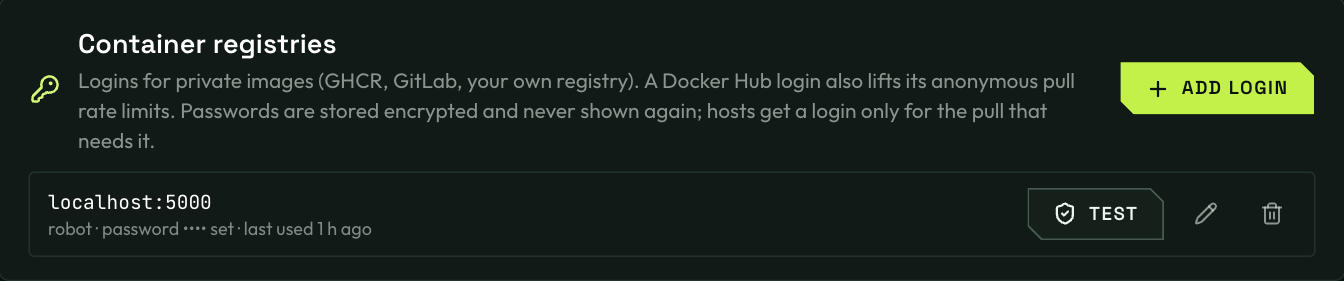 Container registries
Logins for private images (GHCR, GitLab, your own registry). A Docker Hub login also lifts its anonymous pull
rate limits. Passwords are stored encrypted and never shown again; hosts get a login only for the pull that
needs it.
+ ADD LOGIN
localhost:5000
robot · password •••• set · last used 1 h ago
TEST